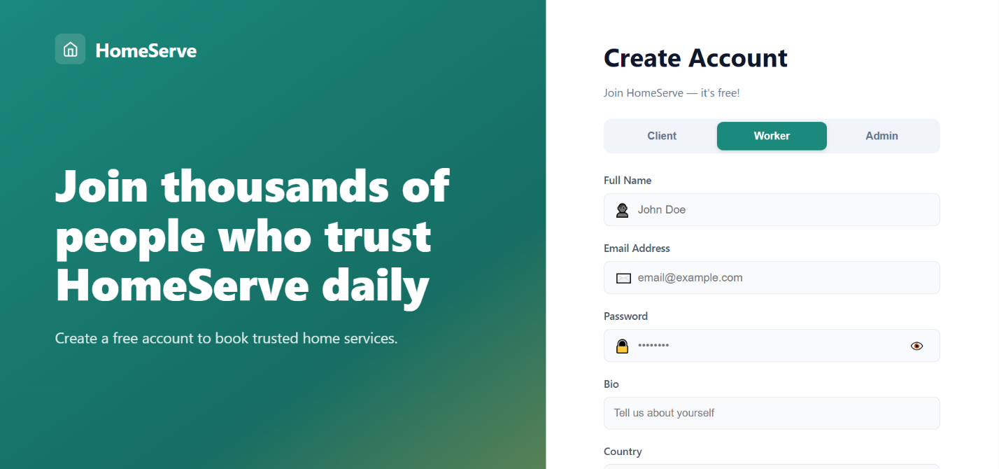 HomeServe
Join thousands of
people who trust
HomeServe daily
Create a free account to book trusted home services.
Create Account
Join HomeServe — it's free!
Client
Worker
Admin
Full Name
John Doe
Email Address
email@example.com
Password
••••••••
Bio
Tell us about yourself
Country